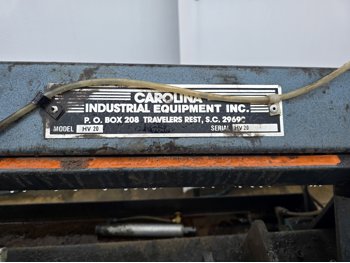 CAROLINA
INDUSTRIAL EQUIPMENT INC.
P. O. BOX 208 TRAVELERS REST, S.C. 29690
MODEL HV 20 SERIAL HV 20